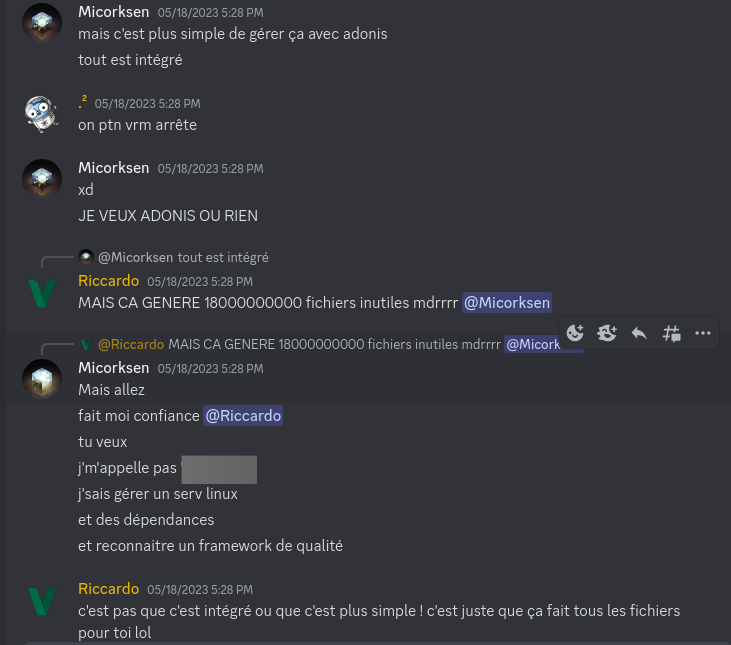 Micorksen 05/18/2023 5:28 PM
mais c'est plus simple de gérer ça avec adonis
tout est intégré
.² 05/18/2023 5:28 PM
on ptn vrm arrête
Micorksen 05/18/2023 5:28 PM
xd
JE VEUX ADONIS OU RIEN
@Micorksen tout est intégré
Riccardo 05/18/2023 5:28 PM
MAIS CA GENERE 18000000000 fichiers inutiles mdrrrr @Micorksen
@Riccardo MAIS CA GENERE 18000000000 fichiers inutiles mdrrrr @Micork
Micorksen 05/18/2023 5:28 PM
Mais allez
fait moi confiance @Riccardo
tu veux
j'm'appelle pas
j'sais gérer un serv linux
et des dépendances
et reconnaitre un framework de qualité
Riccardo 05/18/2023 5:28 PM
c'est pas que c'est intégré ou que c'est plus simple ! c'est juste que ça fait tous les fichiers
pour toi lol